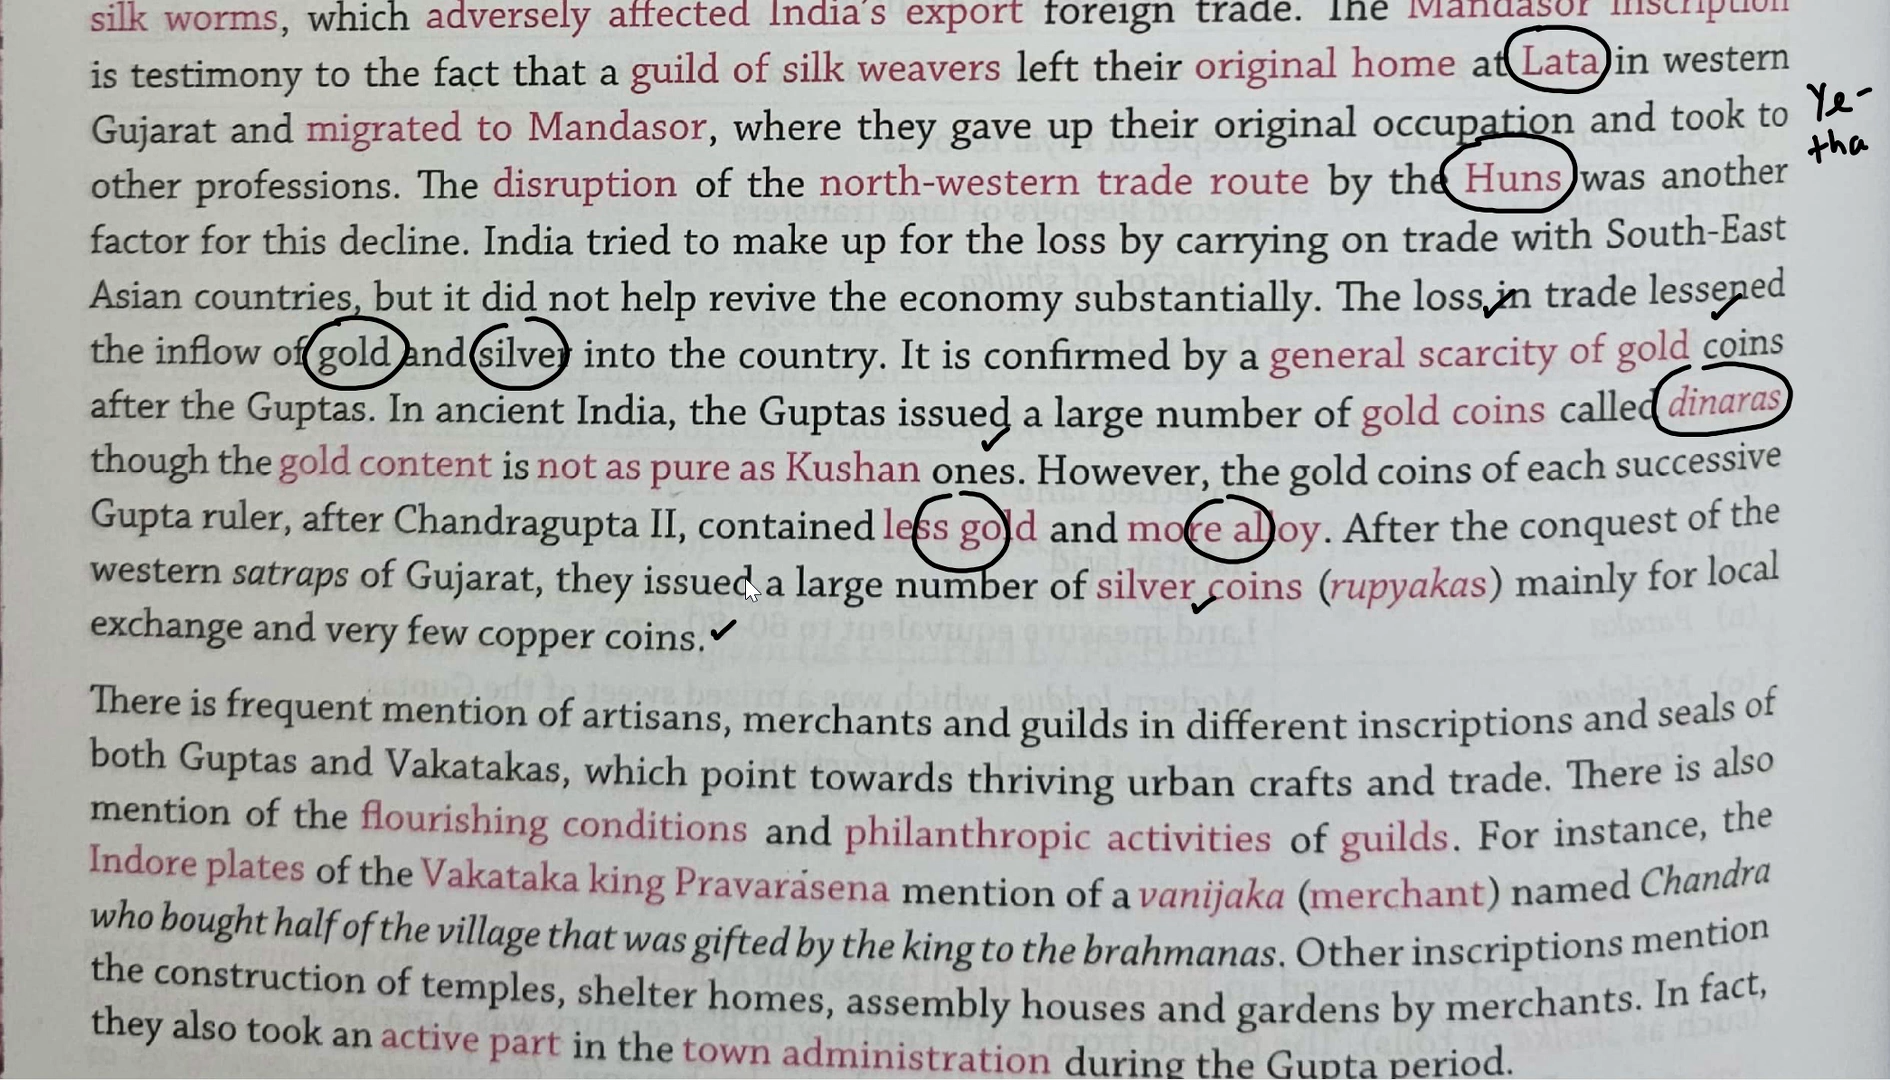 silk worms, which adversely affected India's export foreign trade. The Mandasor inscription
is testimony to the fact that a guild of silk weavers left their original home at Lata in western
Gujarat and migrated to Mandasor, where they gave up their original occupation and took to
Ye-
tha
other professions. The disruption of the north-western trade route by the Huns was another
factor for this decline. India tried to make up for the loss by carrying on trade with South-East
Asian countries, but it did not help revive the economy substantially. The loss in trade lessened
the inflow of gold and silver into the country. It is confirmed by a general scarcity of gold coins
after the Guptas. In ancient India, the Guptas issued a large number of gold coins called dinaras
though the gold content is not as pure as Kushan ones. However, the gold coins of each successive
Gupta ruler, after Chandragupta II, contained less gold and more alloy. After the conquest of the
western satraps of Gujarat, they issued a large number of silver coins (rupyakas) mainly for local
exchange and very few copper coins.
There is frequent mention of artisans, merchants and guilds in different inscriptions and seals of
both Guptas and Vakatakas, which point towards thriving urban crafts and trade. There is also
mention of the flourishing conditions and philanthropic activities of guilds. For instance, the
Indore plates of the Vakataka king Pravarasena mention of a vanijaka (merchant) named Chandra
who bought half of the village that was gifted by the king to the brahmanas. Other inscriptions mention
the construction of temples, shelter homes, assembly houses and gardens by merchants. In fact,
they also took an active part in the town administration during the Gupta period.